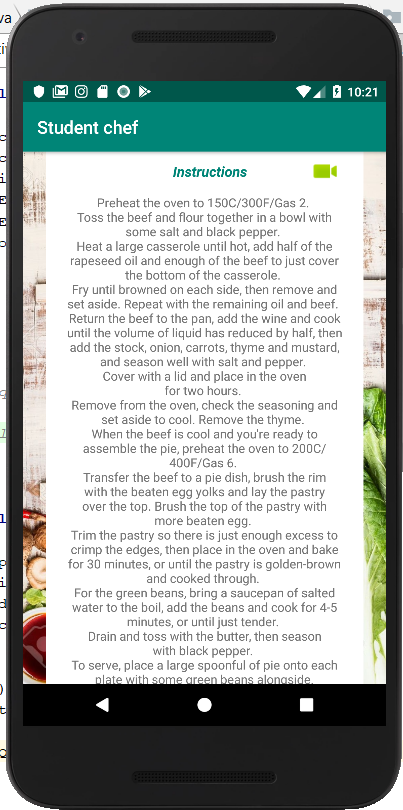 va
10:21
Student chef
Instructions
Preheat the oven to 150C/300F/Gas 2.
Toss the beef and flour together in a bowl with
some salt and black pepper.
Heat a large casserole until hot, add half of the
rapeseed oil and enough of the beef to just cover
the bottom of the casserole.
Fry until browned on each side, then remove and
set aside. Repeat with the remaining oil and beef.
Return the beef to the pan, add the wine and cook
until the volume of liquid has reduced by half, then
add the stock, onion, carrots, thyme and mustard,
and season well with salt and pepper.
Cover with a lid and place in the oven
for two hours.
Remove from the oven, check the seasoning and
set aside to cool. Remove the thyme.
When the beef is cool and you're ready to
assemble the pie, preheat the oven to 200C/
400F/Gas 6.
Transfer the beef to a pie dish, brush the rim
with the beaten egg yolks and lay the pastry
over the top. Brush the top of the pastry with
more beaten egg.
Trim the pastry so there is just enough excess to
crimp the edges, then place in the oven and bake
for 30 minutes, or until the pastry is golden-brown
and cooked through.
For the green beans, bring a saucepan of salted
water to the boil, add the beans and cook for 4-5
minutes, or until just tender.
Drain and toss with the butter, then season
with black pepper.
To serve, place a large spoonful of pie onto each
plate with some green beans alongside.